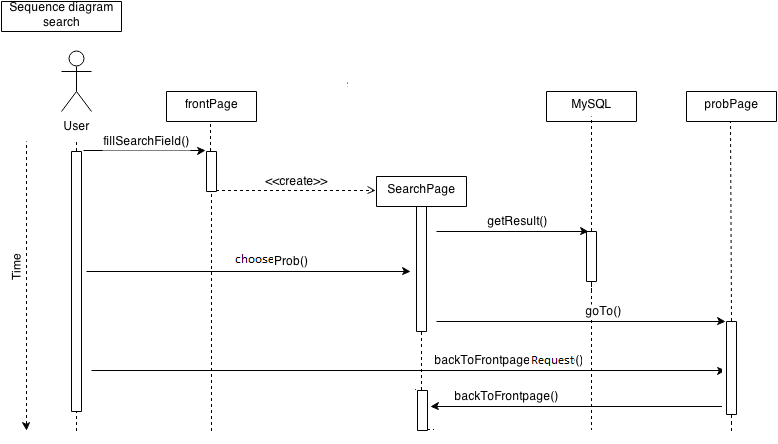 Sequence diagram
search
User
frontPage
MySQL
probPage
fillSearchField()
<<create>>
SearchPage
getResult()
chooseProb()
Time
goTo()
backToFrontpageRequest()
backToFrontpage()